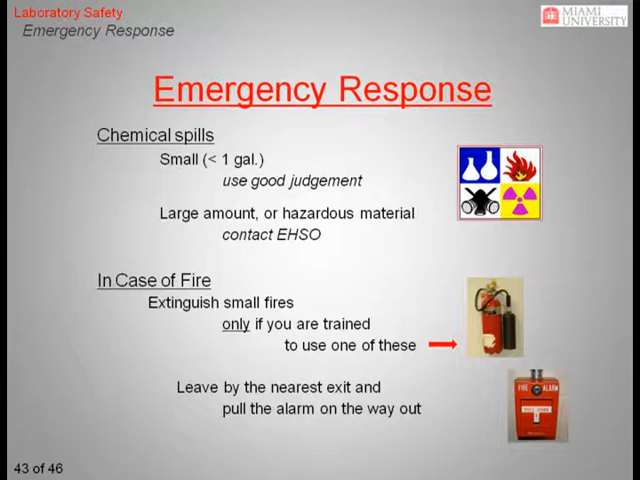 Laboratory Safety
Emergency Response
MIAMI
UNIVERSITY
Emergency Response
Chemical spills
Small (< 1 gal.)
use good judgement
Large amount, or hazardous material
contact EHSO
In Case of Fire
Extinguish small fires
only if you are trained
to use one of these
FIRE ALARM
PULL DOWN
Leave by the nearest exit and
pull the alarm on the way out
43 of 46